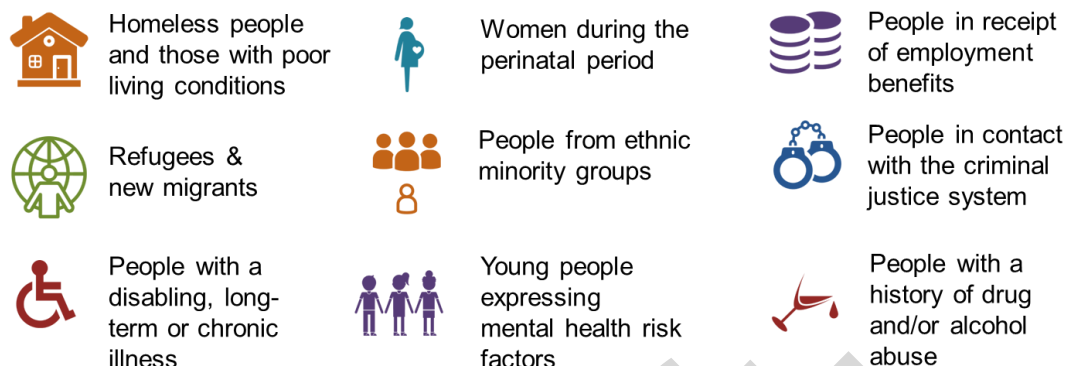 Homeless people
and those with poor
living conditions
Women during the
perinatal period
People in receipt
of employment
benefits
Refugees &
new migrants
People from ethnic
minority groups
People in contact
with the criminal
justice system
People with a
disabling, long-
term or chronic
illness
Young people
expressing
mental health risk
factors
People with a
history of drug
and/or alcohol
abuse